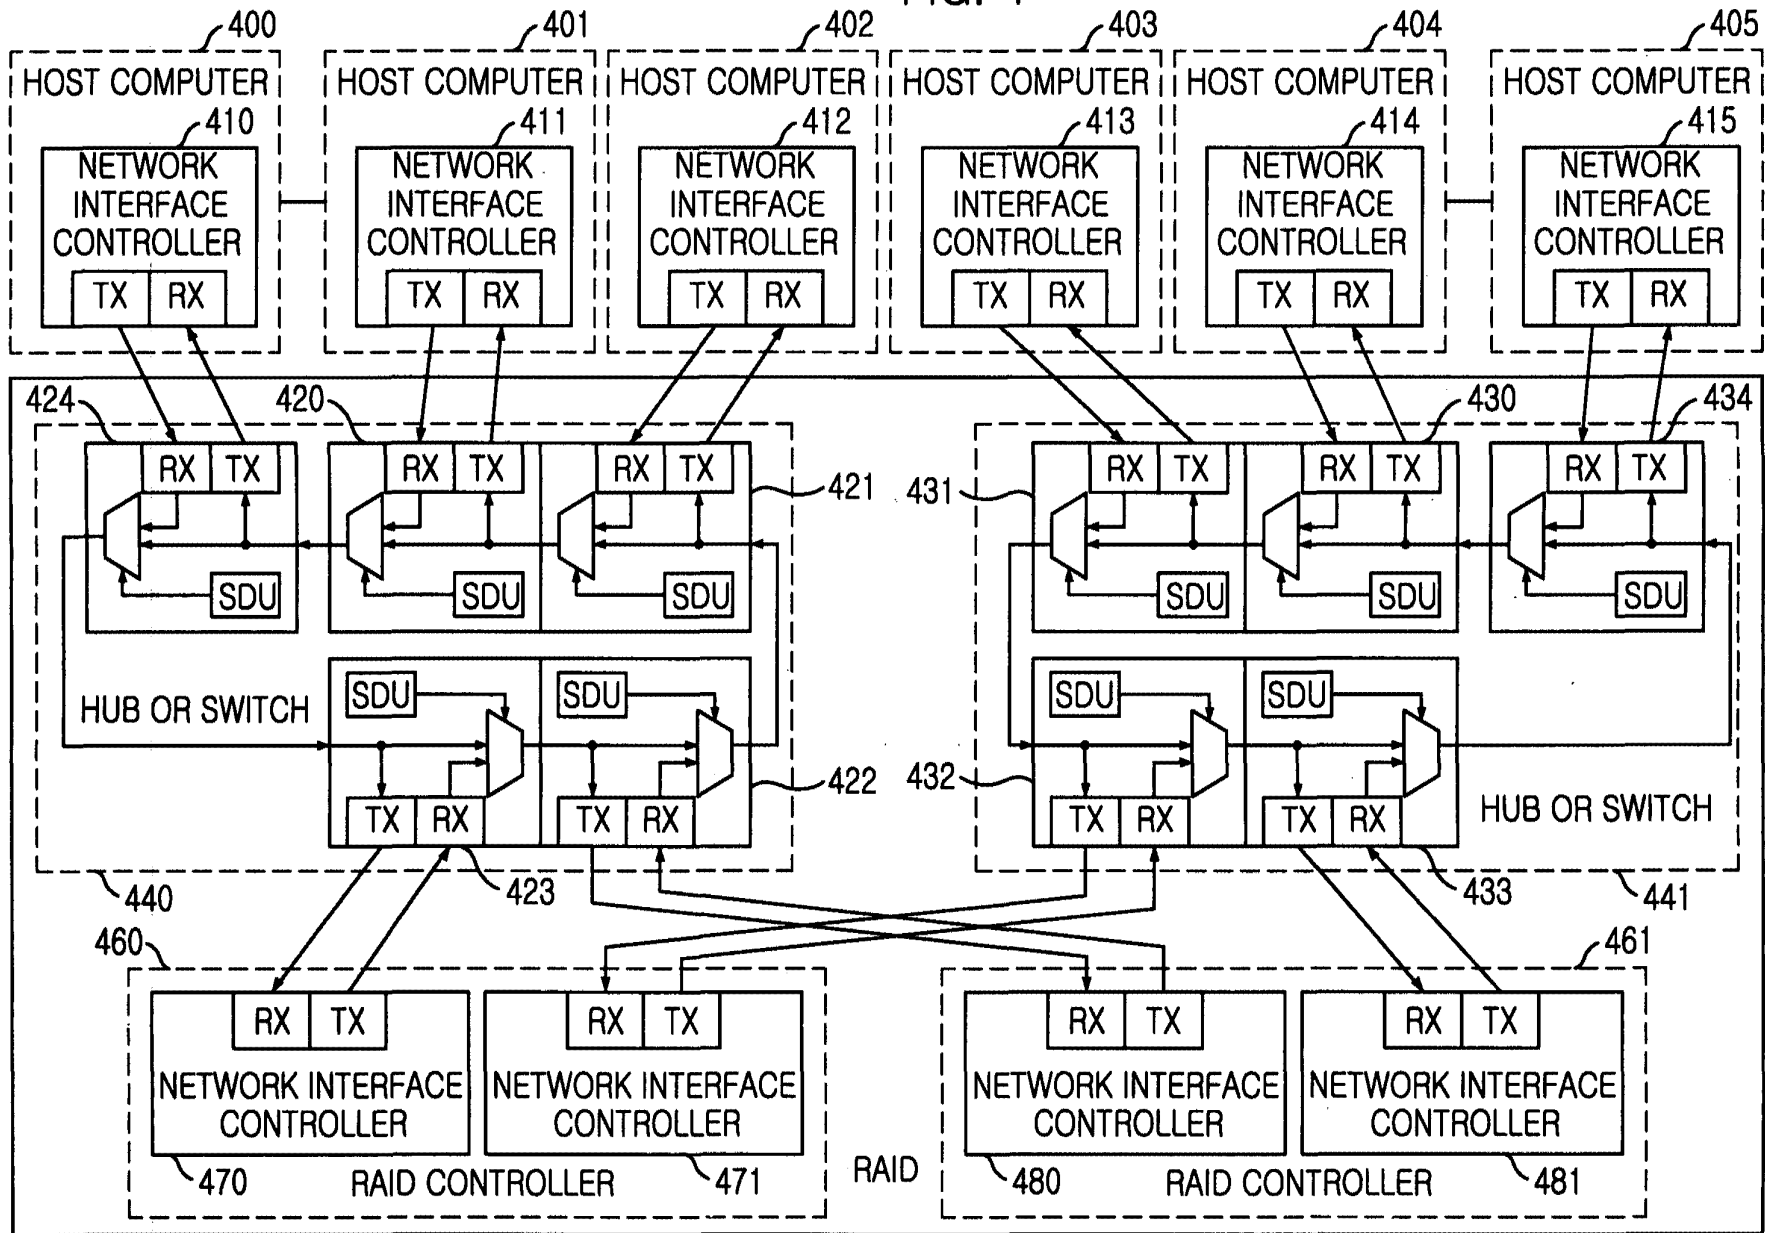 FIG. 4
400 401 402 403 404 405
HOST COMPUTER HOST COMPUTER HOST COMPUTER HOST COMPUTER HOST COMPUTER HOST COMPUTER
410 411 412 413 414 415
NETWORK NETWORK NETWORK NETWORK NETWORK NETWORK
INTERFACE INTERFACE INTERFACE INTERFACE INTERFACE INTERFACE
CONTROLLER CONTROLLER CONTROLLER CONTROLLER CONTROLLER CONTROLLER
TX RX TX RX TX RX TX RX TX RX TX RX
424 420 430 434
RX TX RX TX RX TX RX TX RX TX RX TX
421 431
SDU SDU SDU SDU SDU SDU
SDU SDU SDU SDU
HUB OR SWITCH
422 432
HUB OR SWITCH
TX RX TX RX TX RX TX RX
440 423 433 441
460 461
RX TX RX TX RX TX RX TX
NETWORK INTERFACE NETWORK INTERFACE NETWORK INTERFACE NETWORK INTERFACE
CONTROLLER CONTROLLER CONTROLLER CONTROLLER
470 RAID CONTROLLER 471 RAID 480 RAID CONTROLLER 481